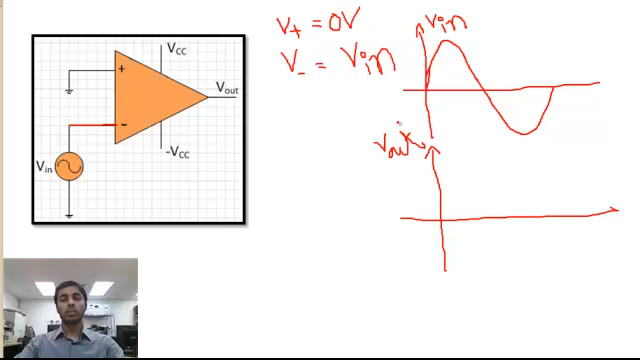 V+ = 0V
V- = Vin
Vin
VCC
+
Vout
-
-VCC
Vin
Vout